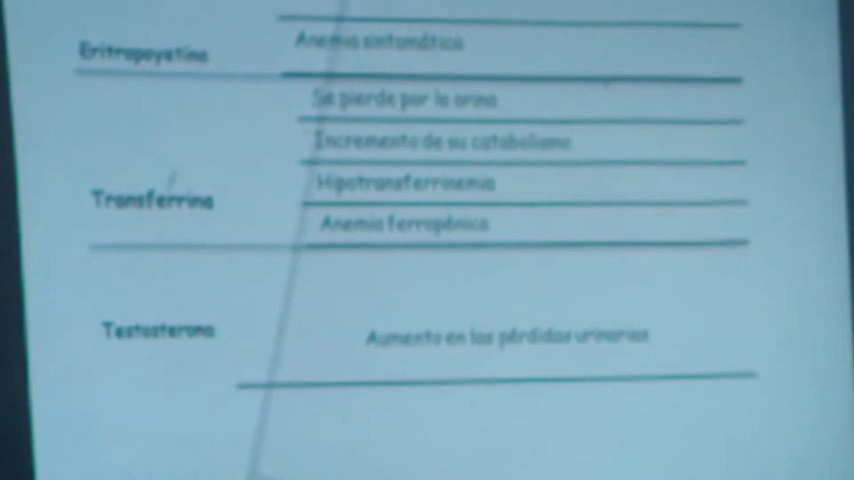 Anemia sintomática
Eritropoyetina
Se pierde por la orina
Incremento de su catabolismo
Hipotransferrinemia
Transferrina
Anemia ferropénica
Testosterona
Aumento en las pérdidas urinarias